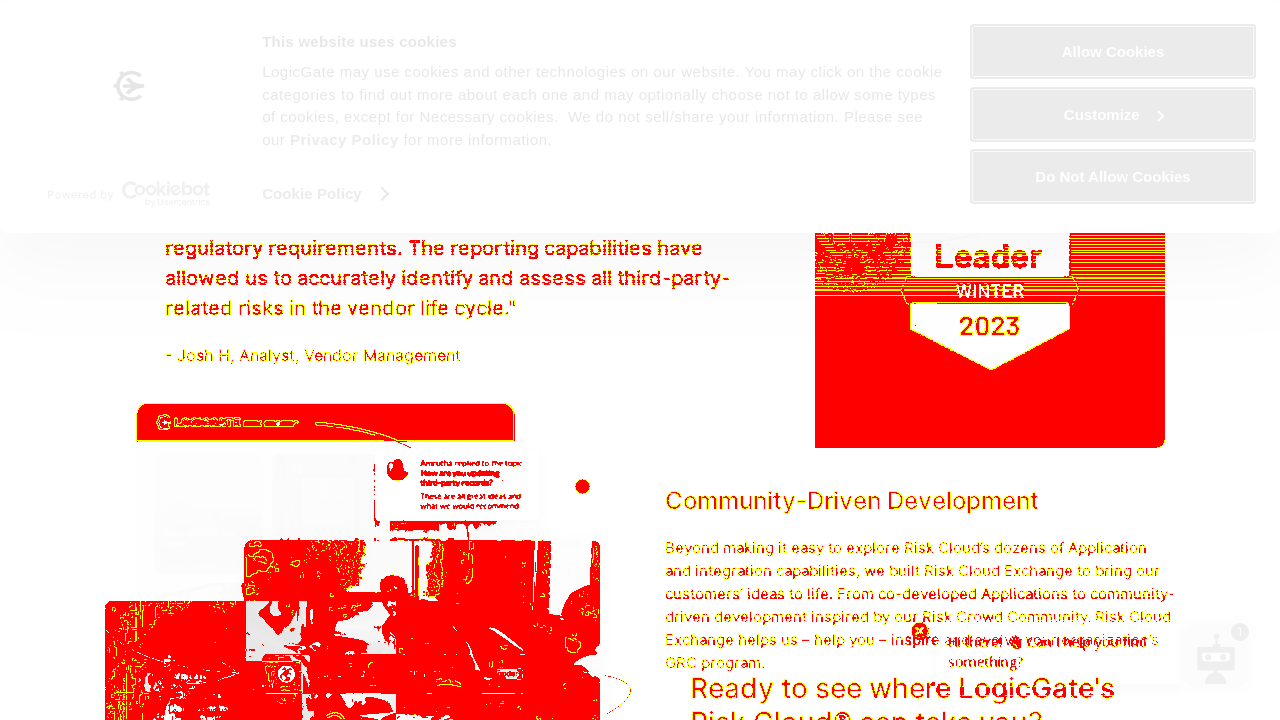 This website uses cookies
LogicGate may use cookies and other technologies on our website. You may click on the cookie
categories to find out more about each one and may optionally choose not to allow some types
of cookies, except for Necessary cookies.  We do not sell/share your information. Please see
our Privacy Policy for more information.
Cookie Policy
Powered by Cookiebot
by Usercentrics
Allow Cookies
Customize
Do Not Allow Cookies
regulatory requirements. The reporting capabilities have
allowed us to accurately identify and assess all third-party-
related risks in the vendor life cycle."
- Josh H, Analyst, Vendor Management
Leader
WINTER
2023
LOGICGATE
Amrutha replied to the topic
How are you updating
third-party records?
These are all great ideas and
what we would recommend
Community-Driven Development
Beyond making it easy to explore Risk Cloud's dozens of Application
and integration capabilities, we built Risk Cloud Exchange to bring our
customers' ideas to life. From co-developed Applications to community-
driven development inspired by our Risk Crowd Community, Risk Cloud
Exchange helps us – help you – inspire your organization's
GRC program.
Hi there! Can I help you find
something?
1
Ready to see where LogicGate's
Risk Cloud® can take you?